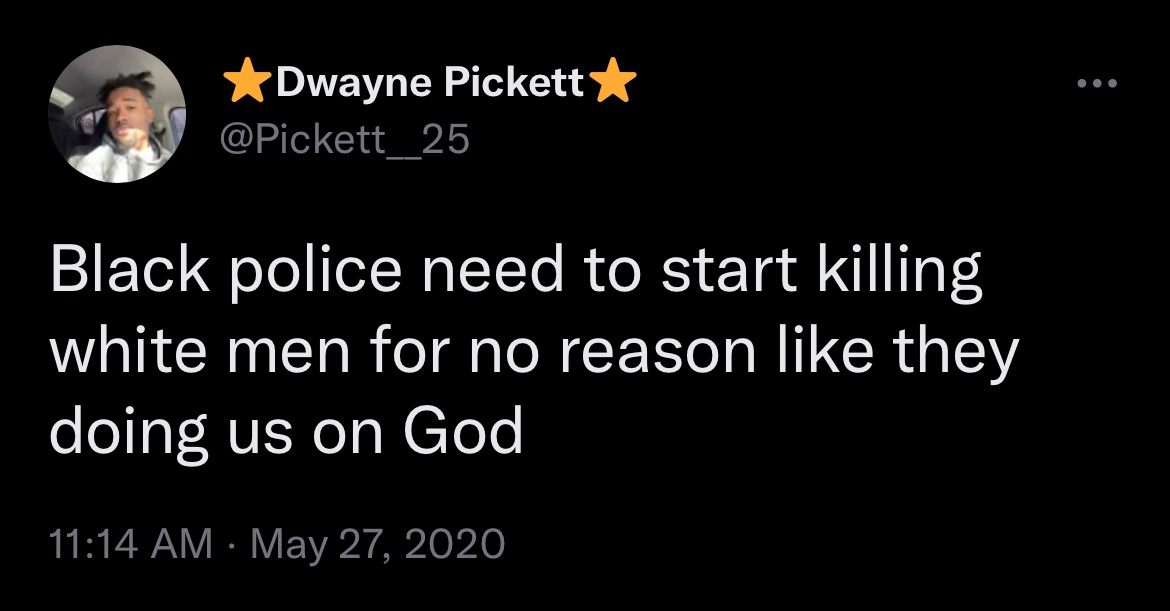 ⭐Dwayne Pickett⭐
@Pickett__25
Black police need to start killing
white men for no reason like they
doing us on God
11:14 AM · May 27, 2020